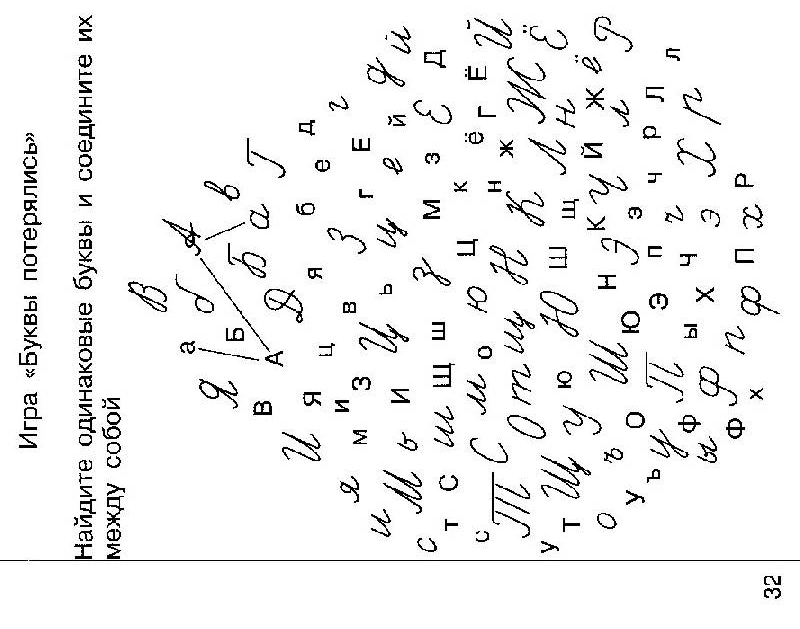 Игра «Буквы потерялись»
Найдите одинаковые буквы и соедините их
между собой
В
а А
б
Я в
Б Б а
В А Г
Д
И Я я б д
ц е
и г
я в З
м З г Е
и Ц ь ц е д
М ь И й й
с з М з Е Д
т С ш Щ ш
Ц к
с м о ю ё Ё
С н Г Й
Т О т щ Н К ж Ж
у Ю Л Ё
Т Щ у ю Ш щ н
о Ш Н К Й Ж ё
ъ л Р
У О Ю Э э
ъ у Э п ч р Л
П ч л
Ф ы Ч Х
ы Ф Х э р
Ф п П Р
х ф х
32